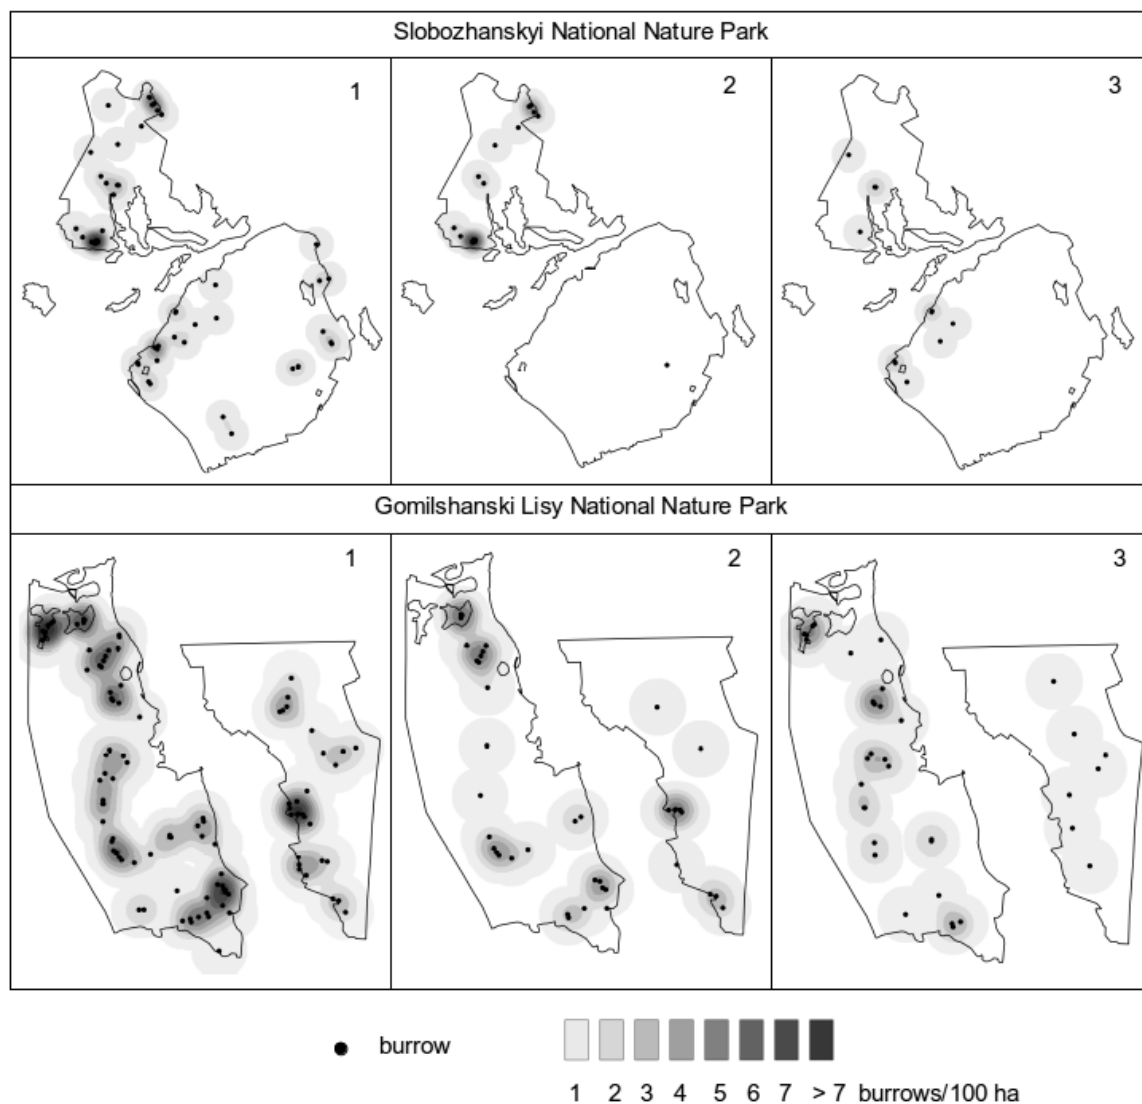 Slobozhanskyi National Nature Park
1 2 3
Gomilshanski Lisy National Nature Park
1 2 3
burrow
1 2 3 4 5 6 7 > 7 burrows/100 ha